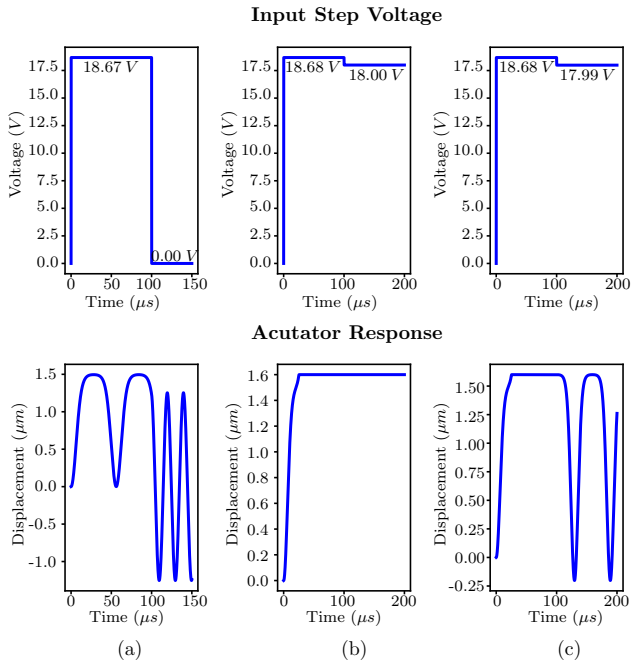 Input Step Voltage
17.5
15.0
12.5
10.0
7.5
5.0
2.5
0.0
Voltage (V)
18.67 V
0.00 V
0 50 100 150
Time (μs)
17.5
15.0
12.5
10.0
7.5
5.0
2.5
0.0
Voltage (V)
18.68 V
18.00 V
0 200
Time (μs)
17.5
15.0
12.5
10.0
7.5
5.0
2.5
0.0
Voltage (V)
18.68 V
17.99 V
0 100 200
Time (μs)
Acutator Response
1.5
1.0
0.0
-0.5
-1.0
Displacement (μm)
0 50 100 150
Time (μs)
1.6
1.4
1.2
1.0
0.8
0.6
0.4
0.2
0.0
Displacement (μm)
0 200
Time (μs)
1.50
1.25
1.00
0.75
0.50
0.25
0.00
-0.25
Displacement (μm)
0 100 200
Time (μs)
(a)
(b)
(c)